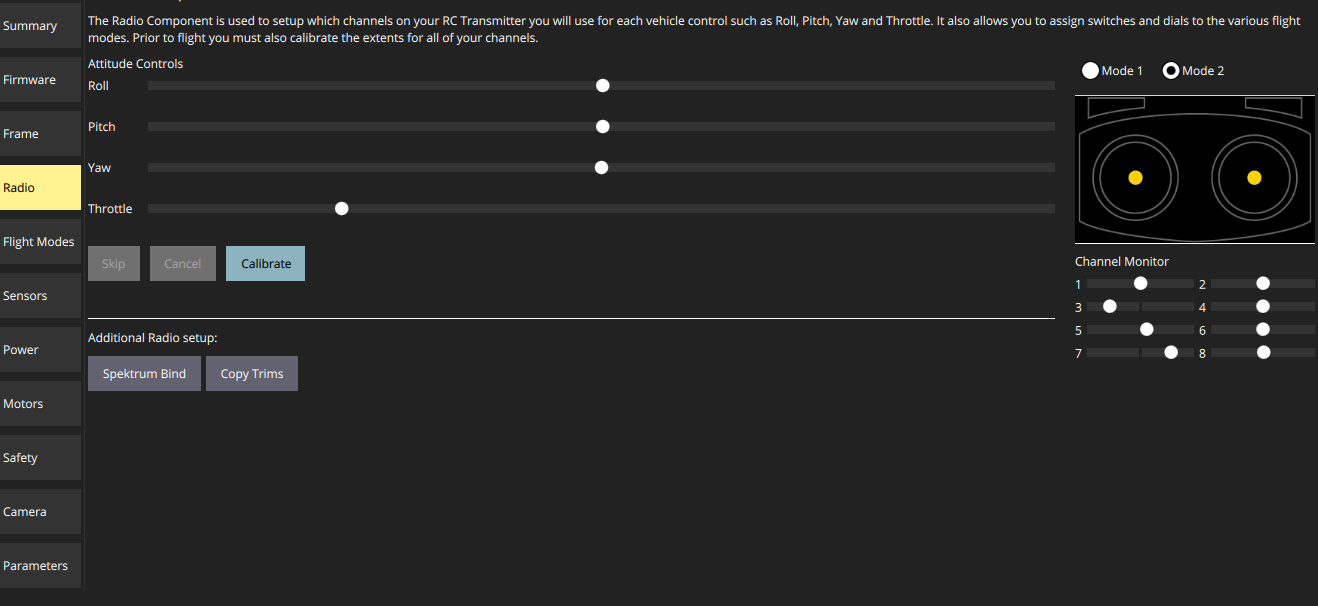 Summary
Firmware
Frame
Radio
Flight Modes
Sensors
Power
Motors
Safety
Camera
Parameters
The Radio Component is used to setup which channels on your RC Transmitter you will use for each vehicle control such as Roll, Pitch, Yaw and Throttle. It also allows you to assign switches and dials to the various flight
modes. Prior to flight you must also calibrate the extents for all of your channels.
Attitude Controls
Roll
Pitch
Yaw
Throttle
Skip Cancel Calibrate
Additional Radio setup:
Spektrum Bind Copy Trims
Mode 1 Mode 2
Channel Monitor
1 2
3 4
5 6
7 8